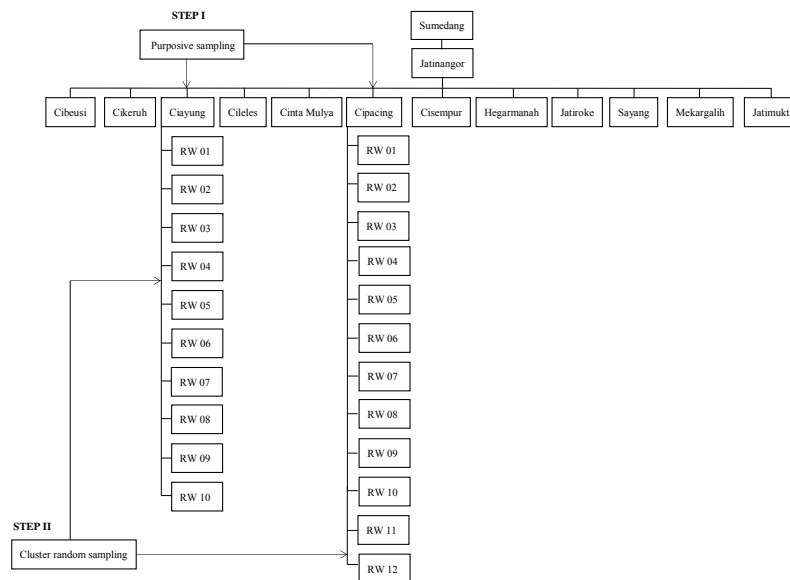 STEP I
Purposive sampling
Sumedang
Jatinangor
Cibeusi
Cikeruh
Ciayung
Cileles
Cinta Mulya
Cipacing
Cisempur
Hegarmanah
Jatiroke
Sayang
Mekargalih
Jatimukt
RW 01
RW 02
RW 03
RW 04
RW 05
RW 06
RW 07
RW 08
RW 09
RW 10
RW 01
RW 02
RW 03
RW 04
RW 05
RW 06
RW 07
RW 08
RW 09
RW 10
RW 11
RW 12
STEP II
Cluster random sampling